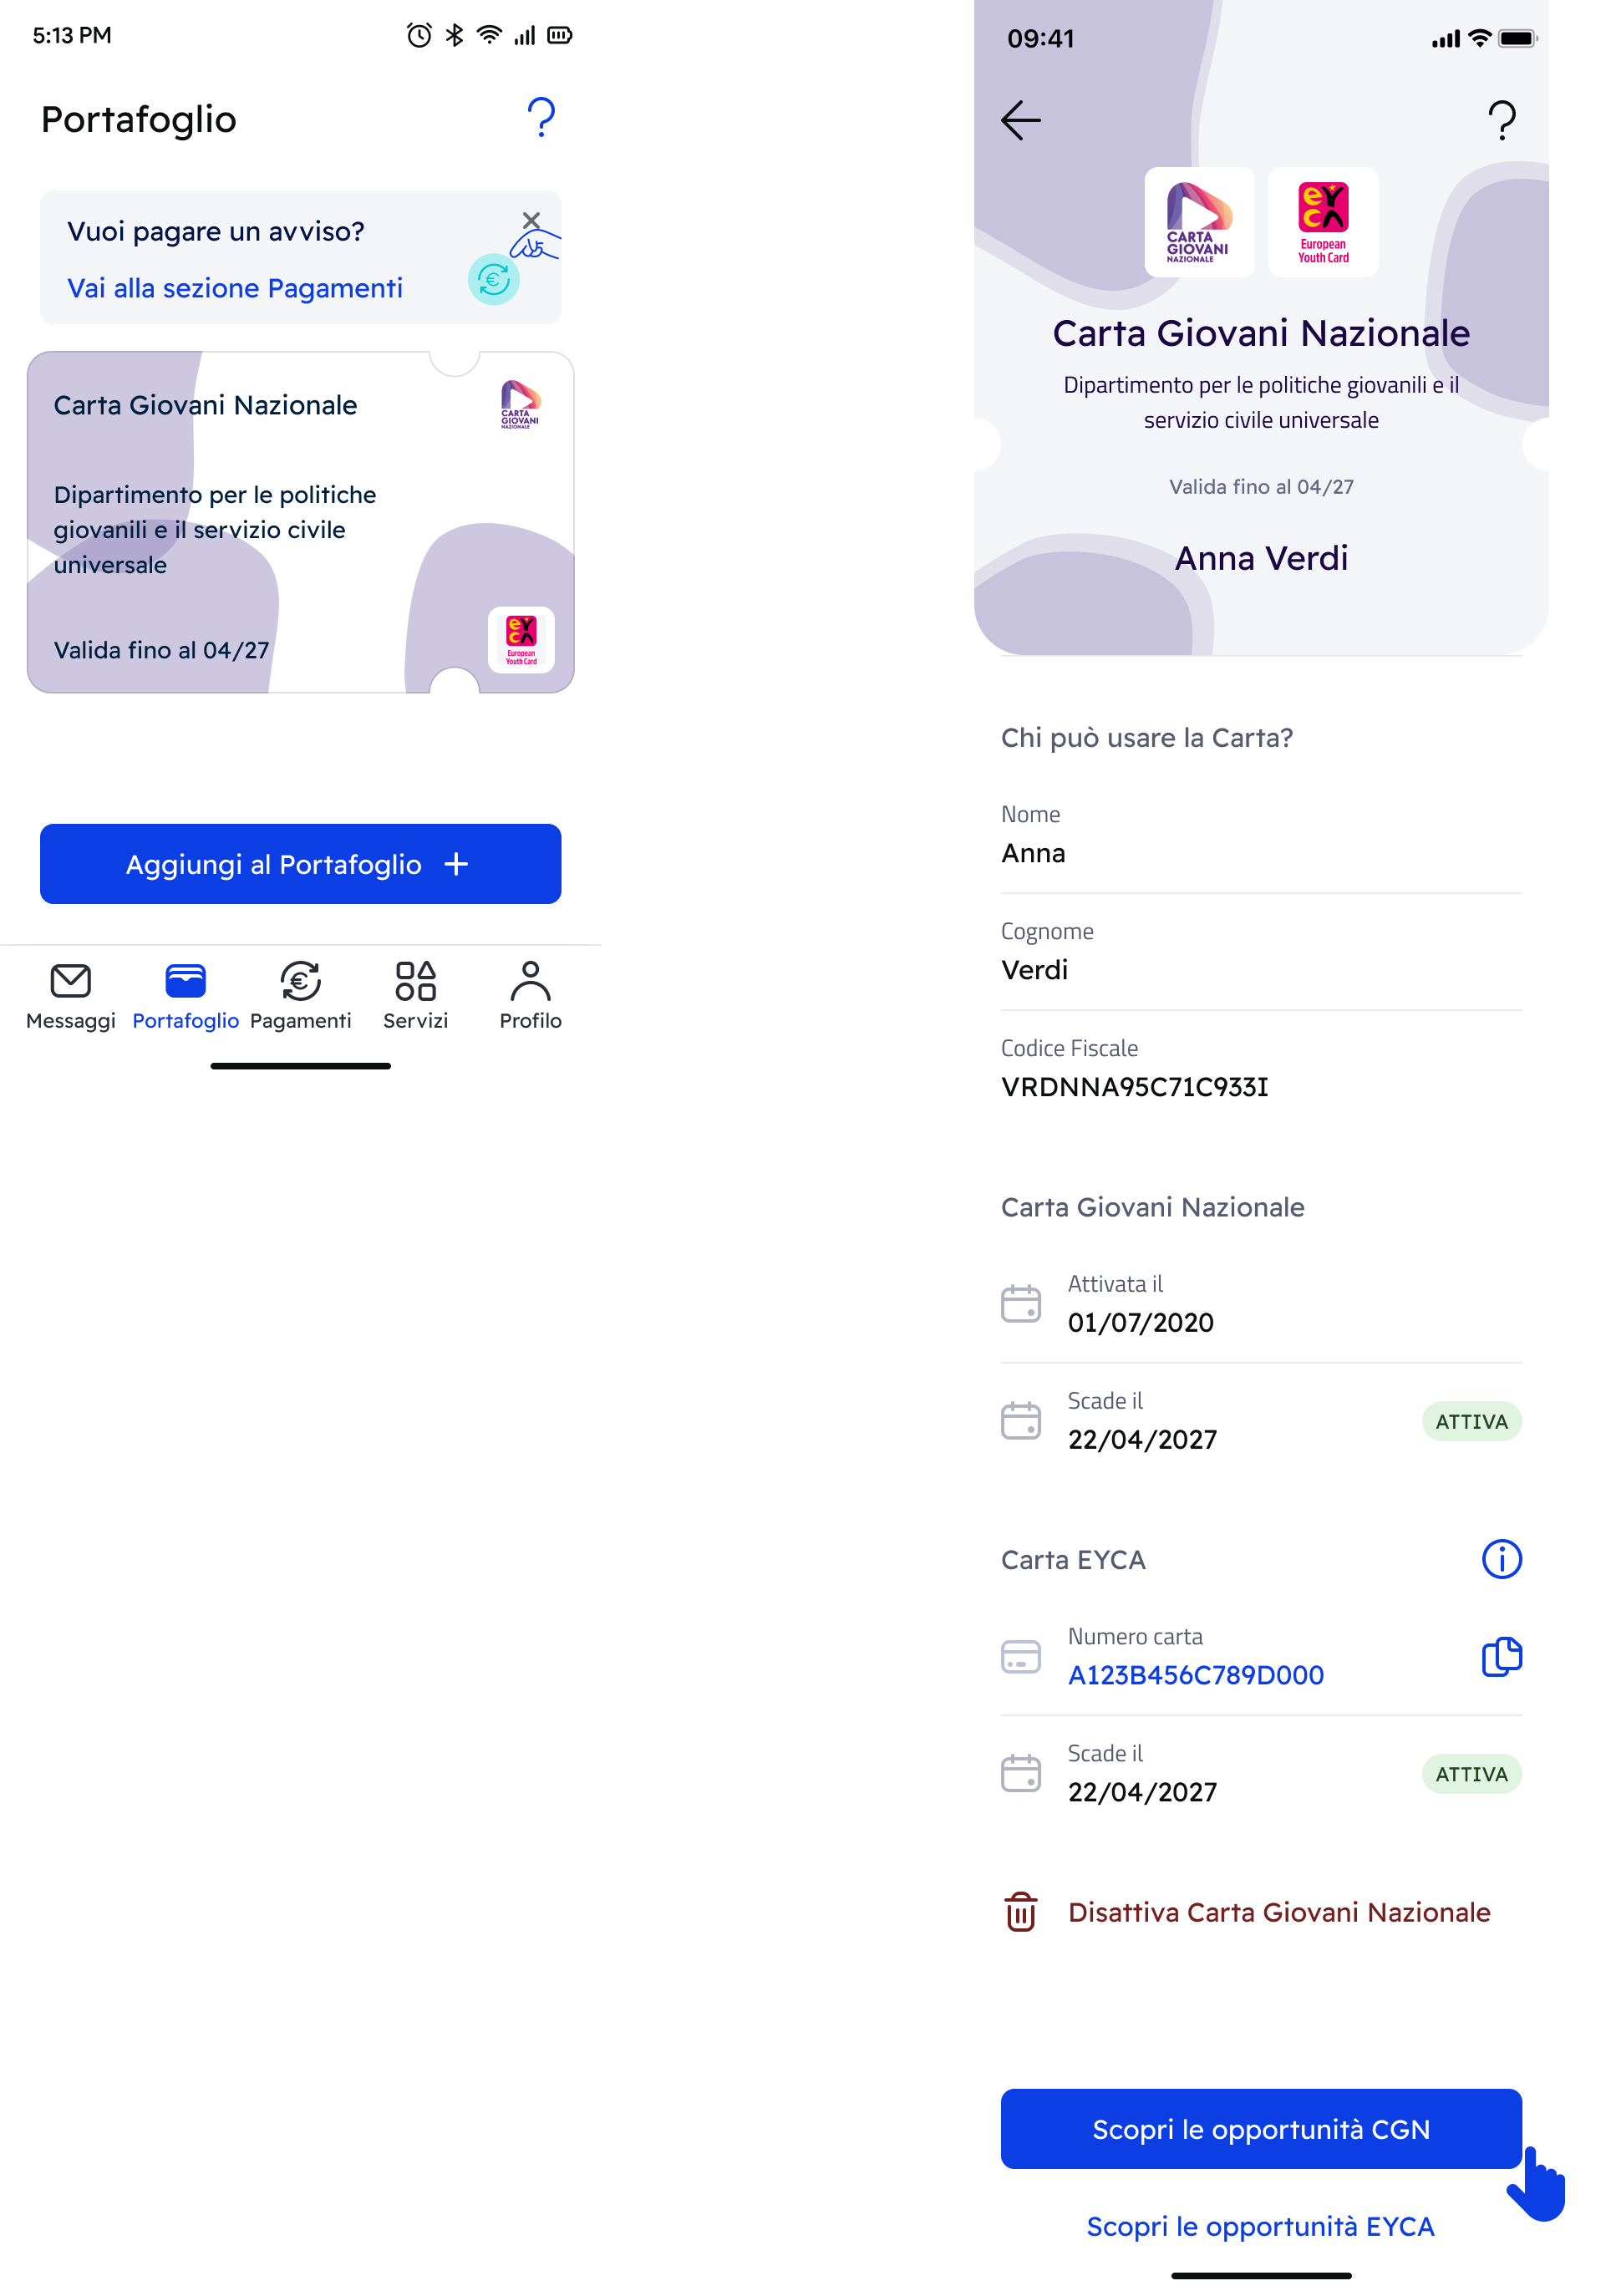 5:13 PM
Portafoglio
Vuoi pagare un avviso?
Vai alla sezione Pagamenti
Carta Giovani Nazionale
CARTA
GIOVANI
NAZIONALE
Dipartimento per le politiche
giovanili e il servizio civile
universale
Valida fino al 04/27
eyca
European
Youth Card
Aggiungi al Portafoglio
Messaggi Portafoglio Pagamenti Servizi Profilo
09:41
CARTA
GIOVANI
NAZIONALE
eyca
European
Youth Card
Carta Giovani Nazionale
Dipartimento per le politiche giovanili e il
servizio civile universale
Valida fino al 04/27
Anna Verdi
Chi può usare la Carta?
Nome
Anna
Cognome
Verdi
Codice Fiscale
VRDNNA95C71C933I
Carta Giovani Nazionale
Attivata il
01/07/2020
Scade il
22/04/2027
ATTIVA
Carta EYCA
Numero carta
A123B456C789D000
Scade il
22/04/2027
ATTIVA
Disattiva Carta Giovani Nazionale
Scopri le opportunità CGN
Scopri le opportunità EYCA